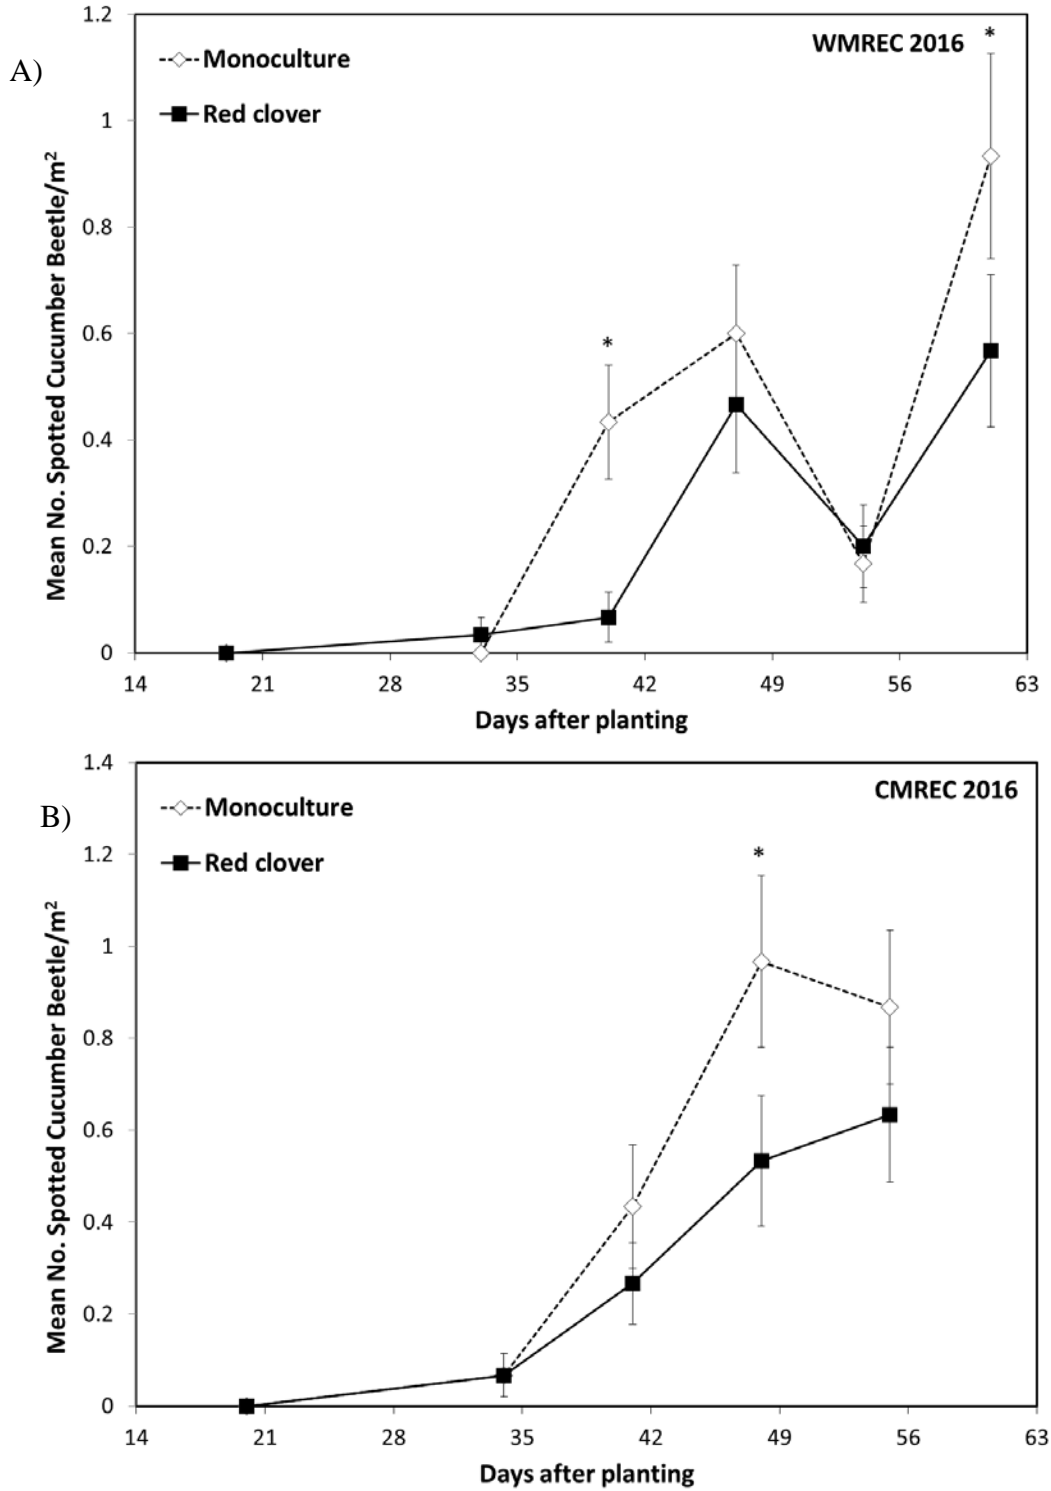 A)
WMREC 2016
*
Monoculture
Red clover
*
Mean No. Spotted Cucumber Beetle/m²
1.2
1
0.8
0.6
0.4
0.2
0
14 21 28 35 42 49 56 63
Days after planting
B)
CMREC 2016
Monoculture
Red clover
*
Mean No. Spotted Cucumber Beetle/m²
1.4
1.2
1
0.8
0.6
0.4
0.2
0
14 21 28 35 42 49 56 63
Days after planting